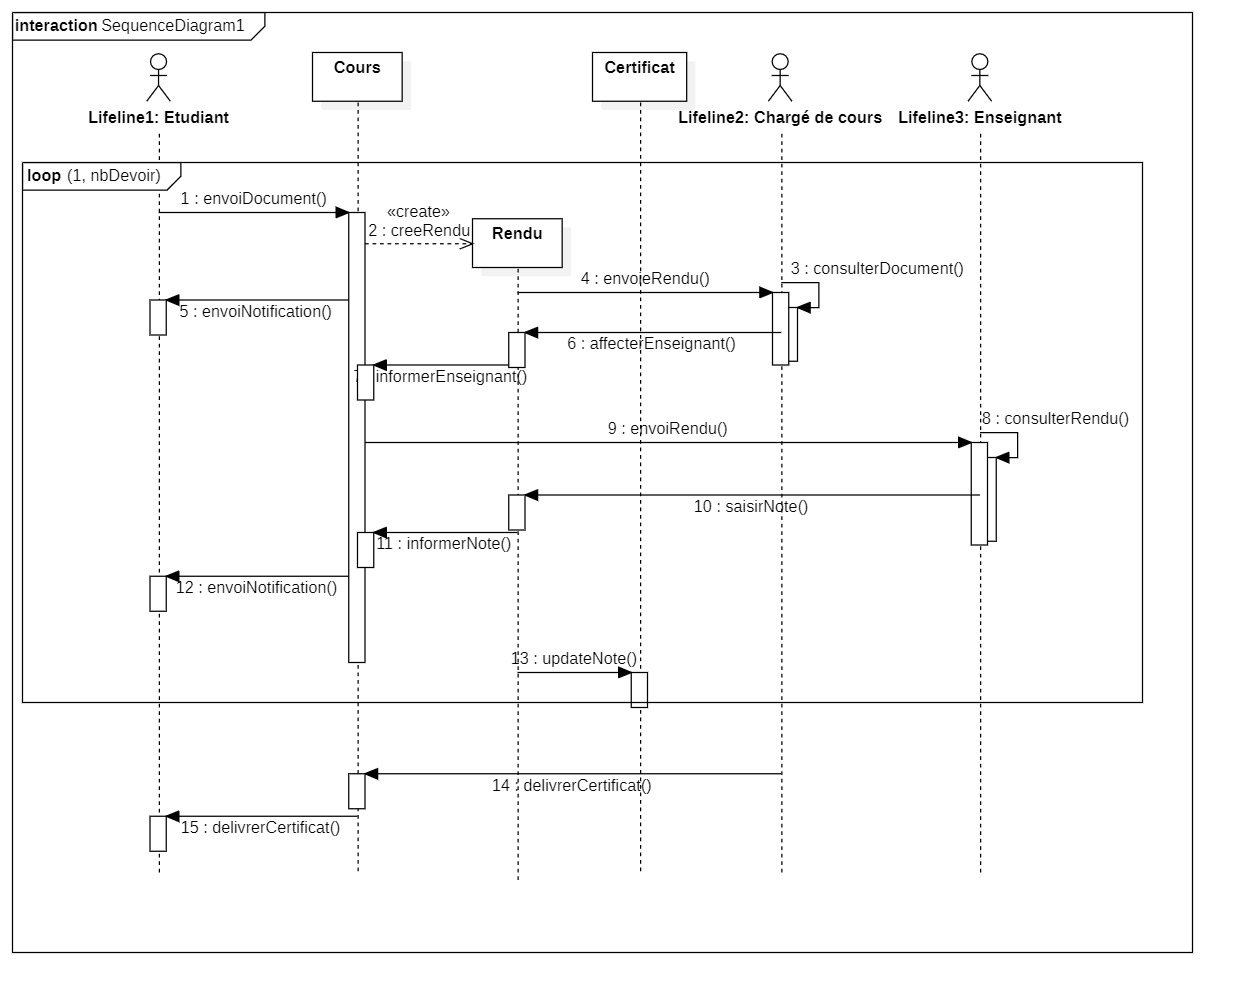 interaction SequenceDiagram1
Cours
Certificat
Lifeline1: Etudiant
Lifeline2: Chargé de cours
Lifeline3: Enseignant
loop (1, nbDevoir)
1 : envoiDocument()
«create»
2 : creeRendu
Rendu
3 : consulterDocument()
4 : envoieRendu()
5 : envoiNotification()
6 : affecterEnseignant()
7 : informerEnseignant()
8 : consulterRendu()
9 : envoiRendu()
10 : saisirNote()
11 : informerNote()
12 : envoiNotification()
13 : updateNote()
14 : delivrerCertificat()
15 : delivrerCertificat()